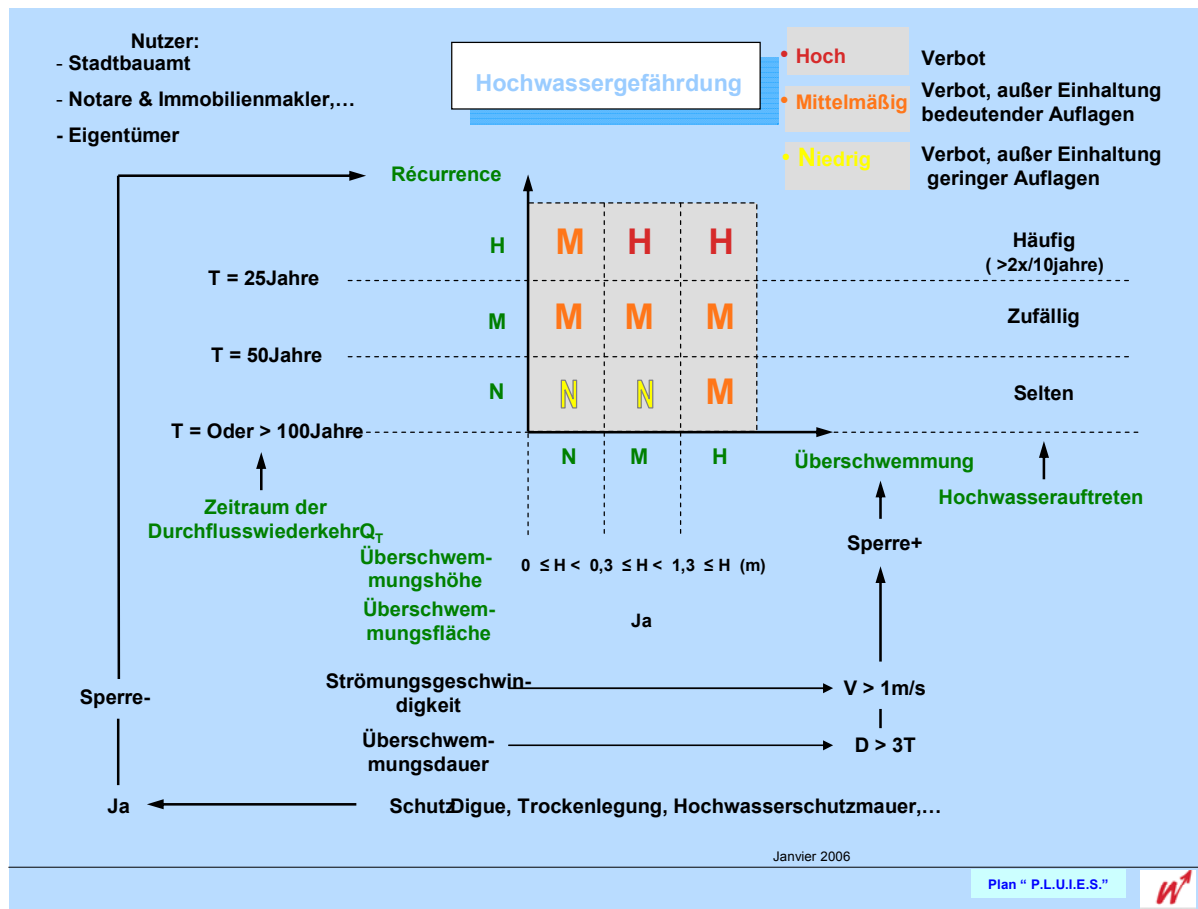 Nutzer:
- Stadtbauamt
- Notare & Immobilienmakler,…
- Eigentümer
Hochwassergefährdung
• Hoch
Verbot
• Mittelmäßig
Verbot, außer Einhaltung
bedeutender Auflagen
• Niedrig
Verbot, außer Einhaltung
geringer Auflagen
Récurrence
H
M
H
H
Häufig
( >2x/10jahre)
T = 25Jahre
M
M
M
M
Zufällig
T = 50Jahre
N
N
N
M
Selten
T = Oder > 100Jahre
N
M
H
Überschwemmung
Hochwasserauftreten
Zeitraum der
DurchflusswiederkehrQT
Sperre+
Überschwem-
mungshöhe
0 ≤ H < 0,3 ≤ H < 1,3 ≤ H (m)
Überschwem-
mungsfläche
Ja
Sperre-
Strömungsgeschwin-
digkeit
V > 1m/s
Überschwem-
mungsdauer
D > 3T
Ja
SchutzDigue, Trockenlegung, Hochwasserschutzmauer,…
Janvier 2006
Plan “ P.L.U.I.E.S.”
W